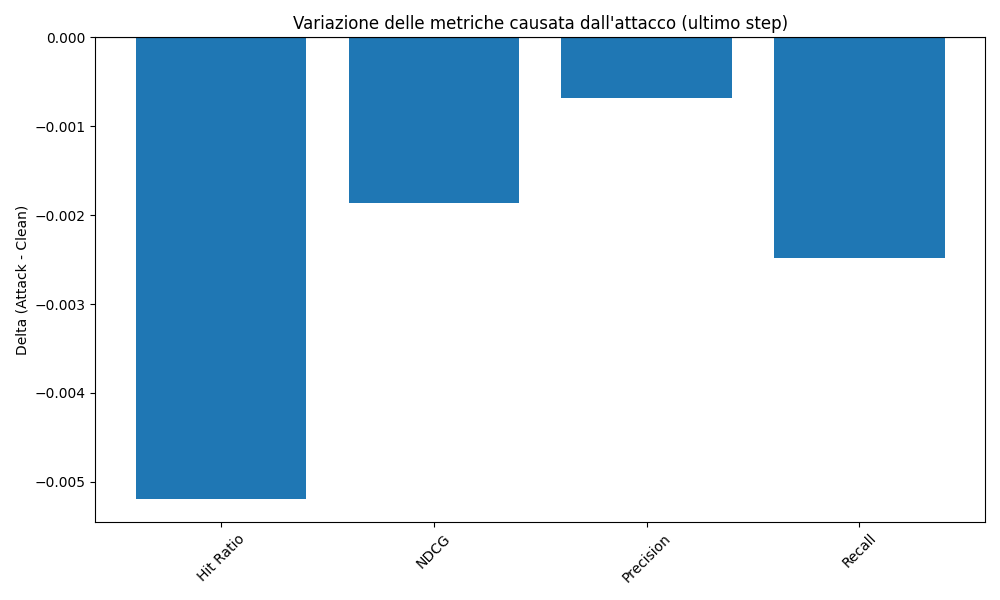 Variazione delle metriche causata dall'attacco (ultimo step)
Delta (Attack - Clean)
0.000
−0.001
−0.002
−0.003
−0.004
−0.005
Hit Ratio
NDCG
Precision
Recall